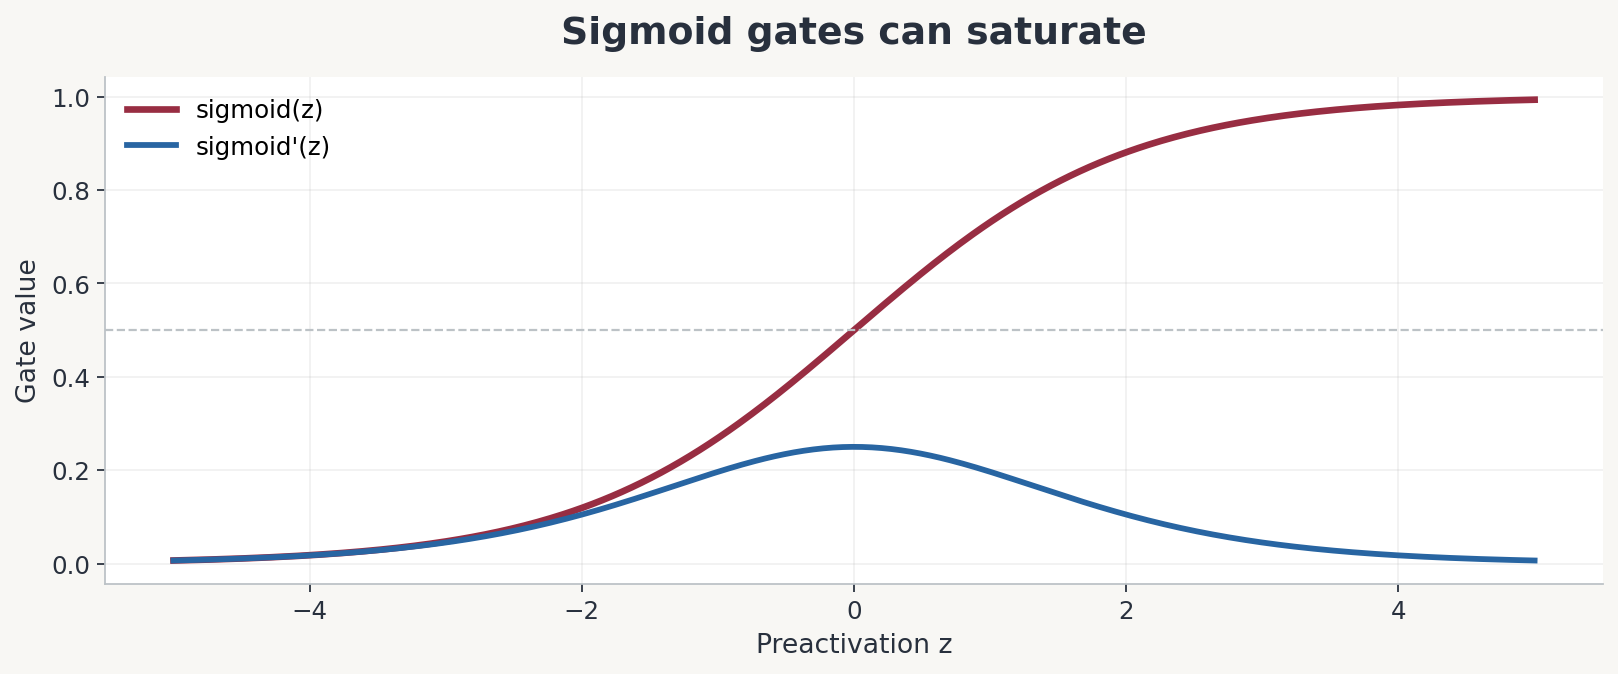 Sigmoid gates can saturate
sigmoid(z)
sigmoid'(z)
Gate value
1.0
0.8
0.6
0.4
0.2
0.0
−4
−2
0
2
4
Preactivation z